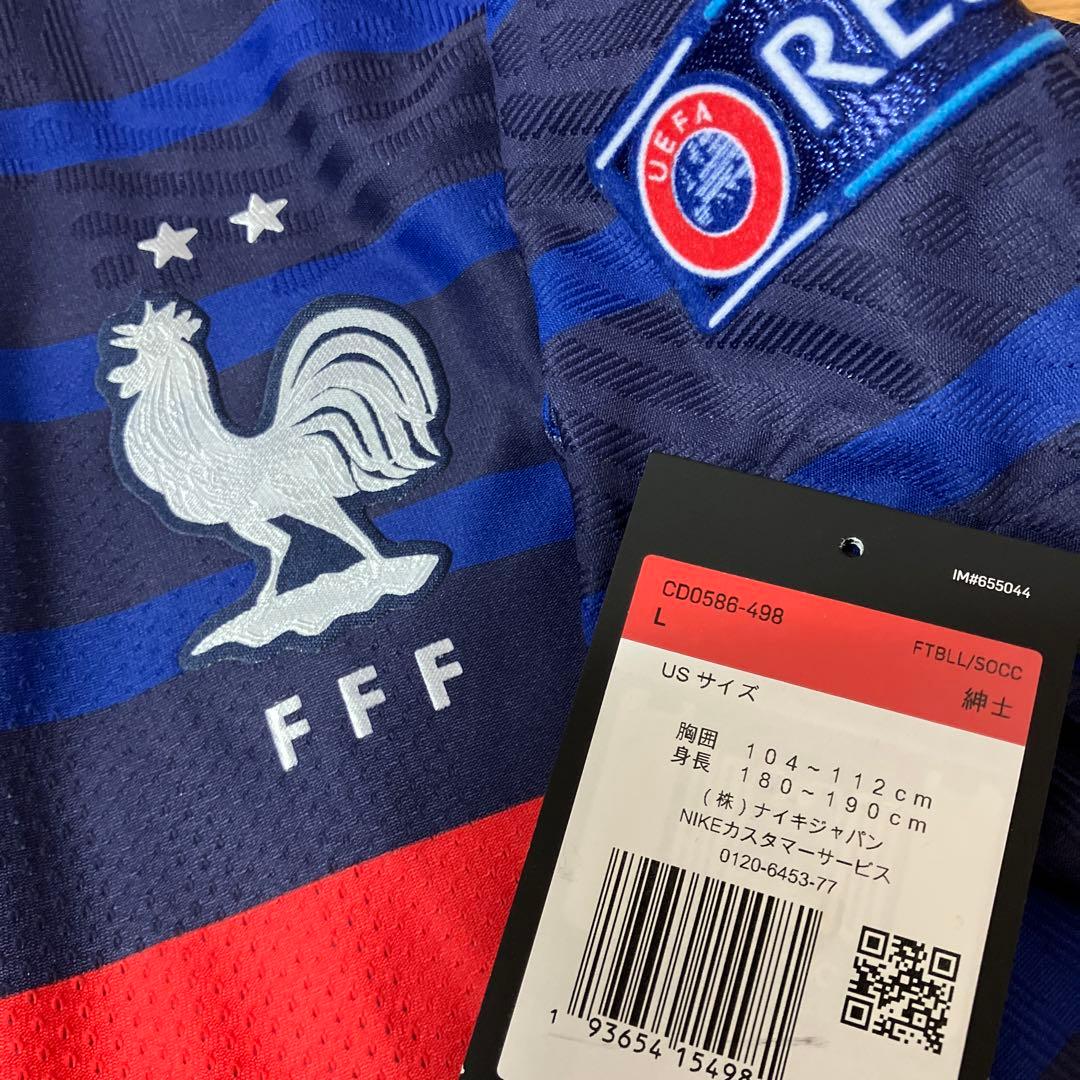 UEFA
FFF
IM#655044
CD0586-498
L
FTBLL/SOCC
US サイズ
紳士
胸囲 104~112cm
身長 180~190cm
(株)ナイキジャパン
NIKEカスタマーサービス
0120-6453-77
1 93654 15498